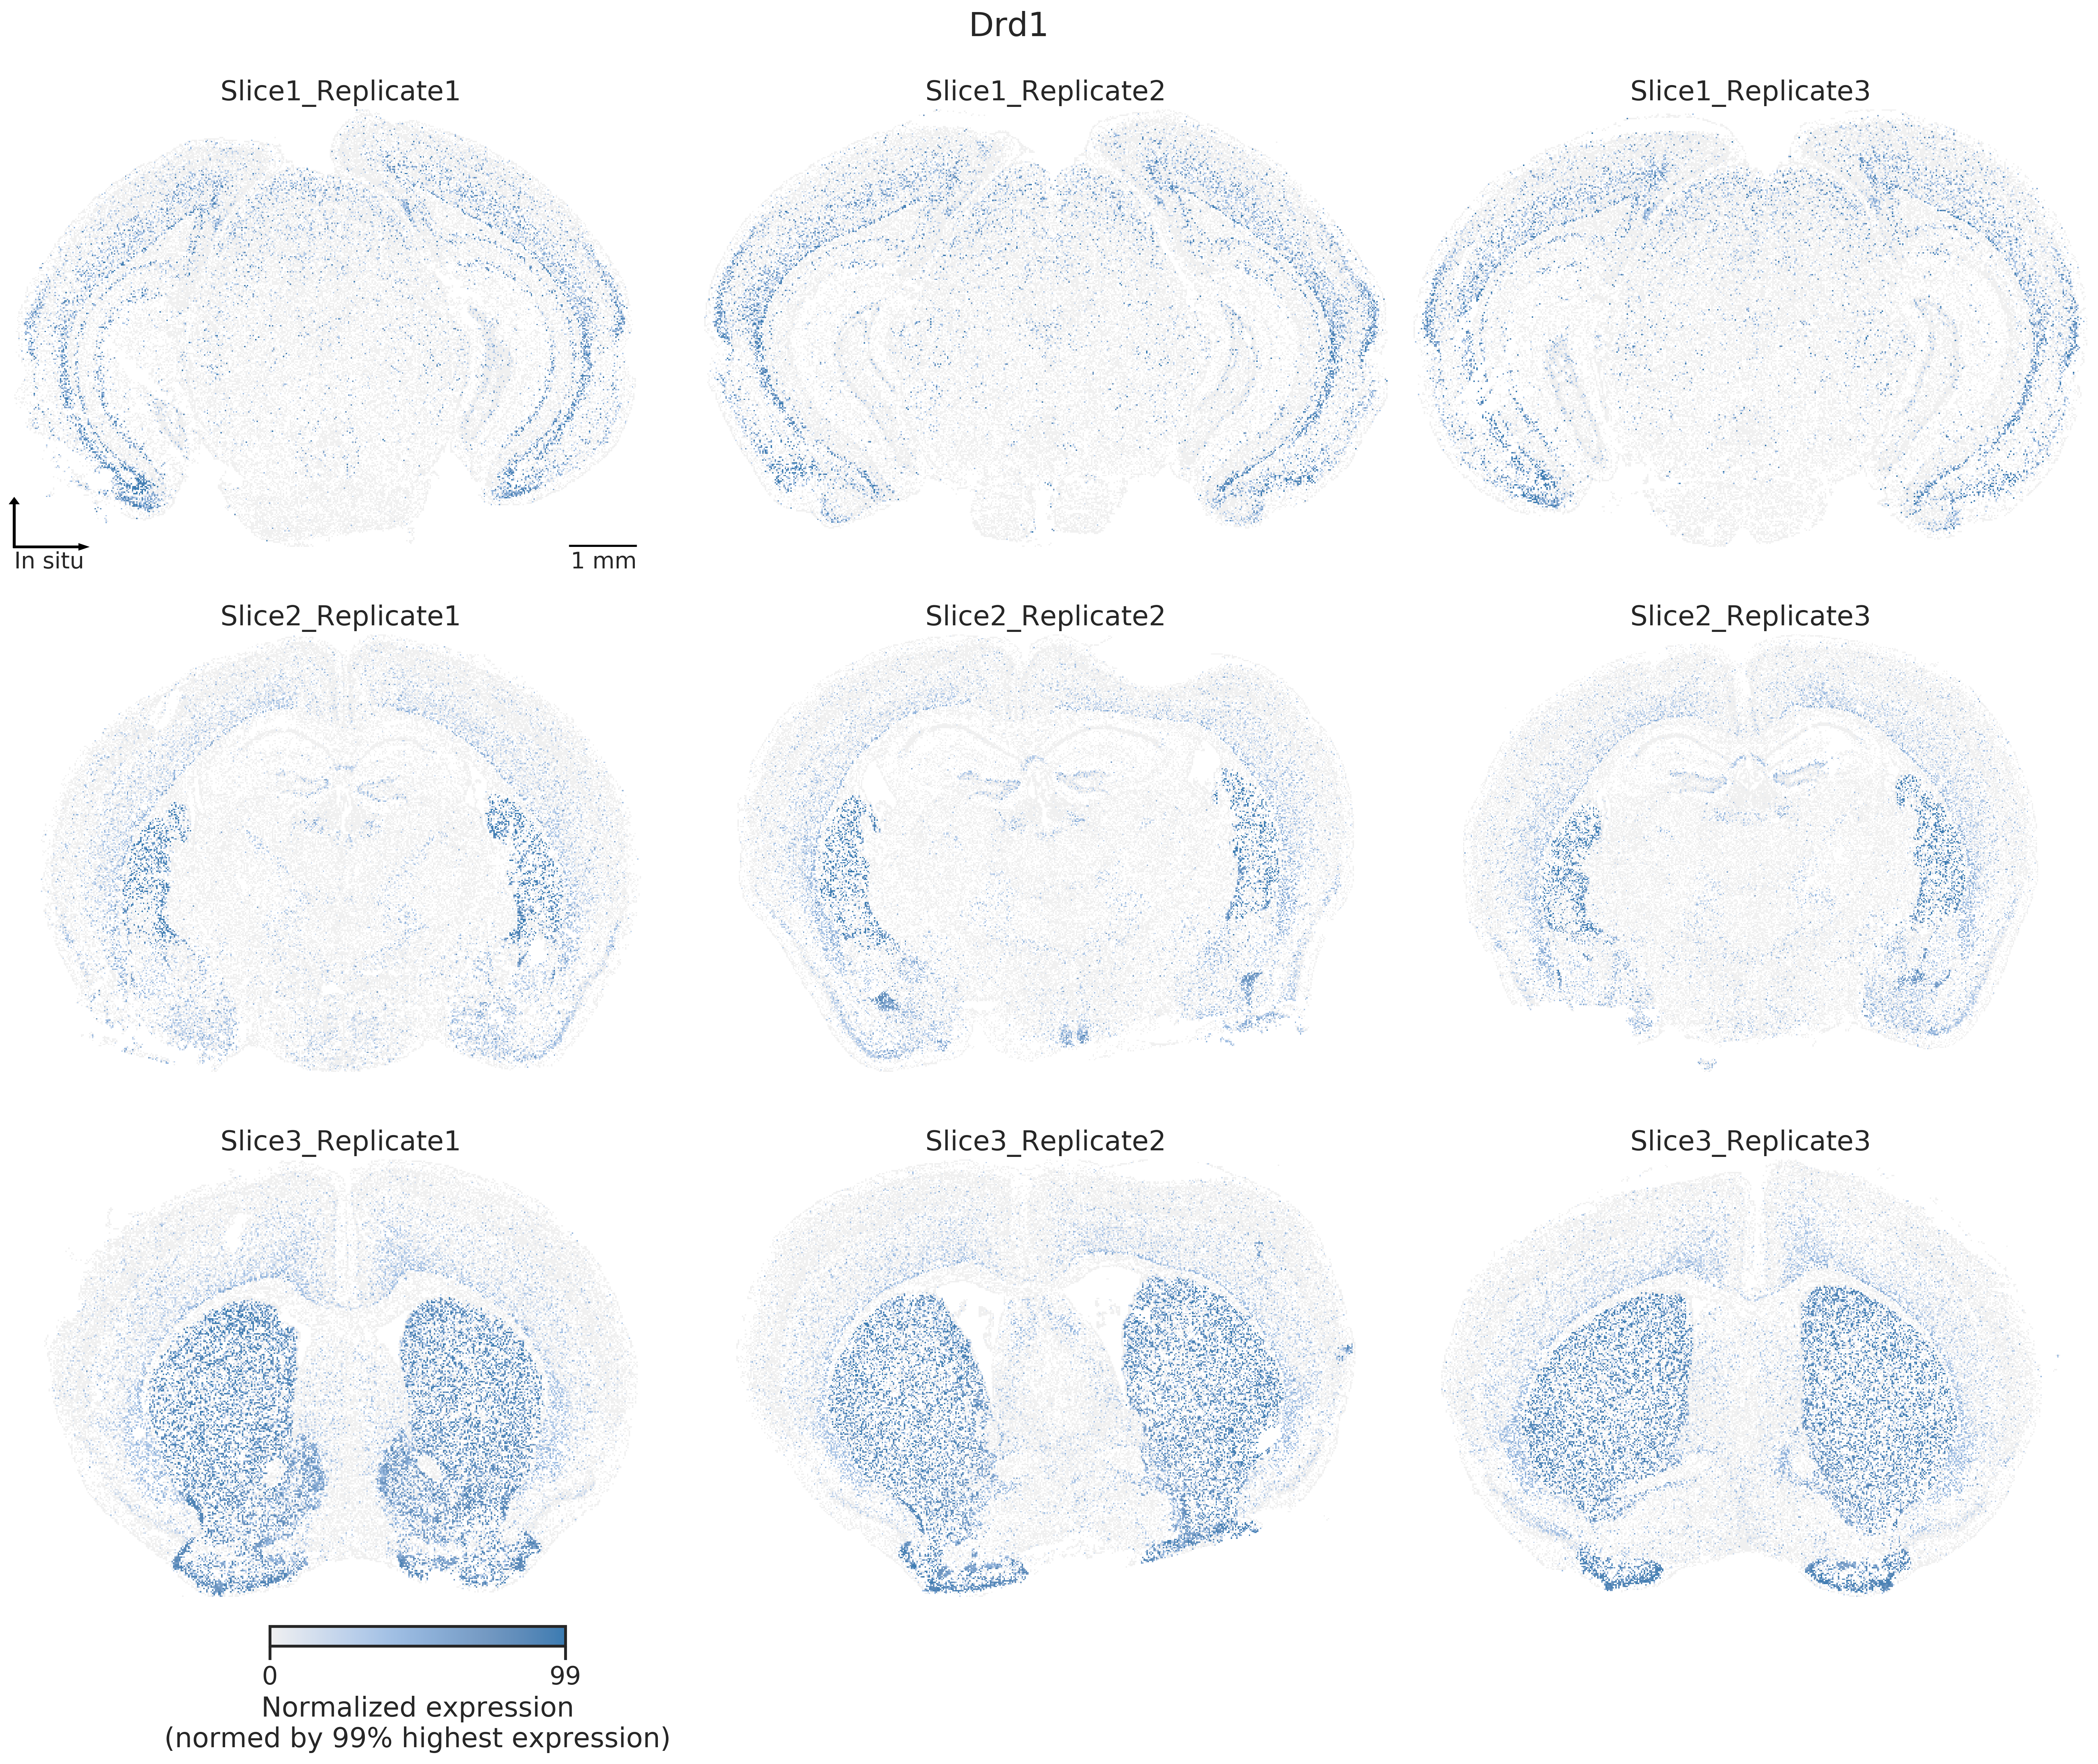 Drd1
Slice1_Replicate1
Slice1_Replicate2
Slice1_Replicate3
In situ
1 mm
Slice2_Replicate1
Slice2_Replicate2
Slice2_Replicate3
Slice3_Replicate1
Slice3_Replicate2
Slice3_Replicate3
0
99
Normalized expression
(normed by 99% highest expression)